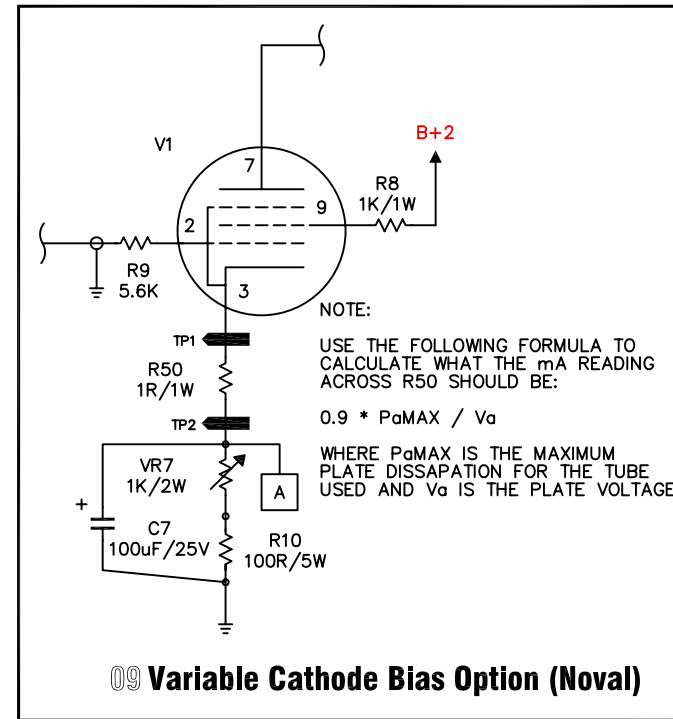 V1
7
B+2
R8
1K/1W
9
2
R9
5.6K
3
NOTE:
TP1
USE THE FOLLOWING FORMULA TO
CALCULATE WHAT THE mA READING
ACROSS R50 SHOULD BE:
R50
1R/1W
0.9 * PaMAX / Va
TP2
WHERE PaMAX IS THE MAXIMUM
PLATE DISSAPATION FOR THE TUBE
USED AND Va IS THE PLATE VOLTAGE
VR7
1K/2W
A
+
C7
100uF/25V
R10
100R/5W
09 Variable Cathode Bias Option (Noval)